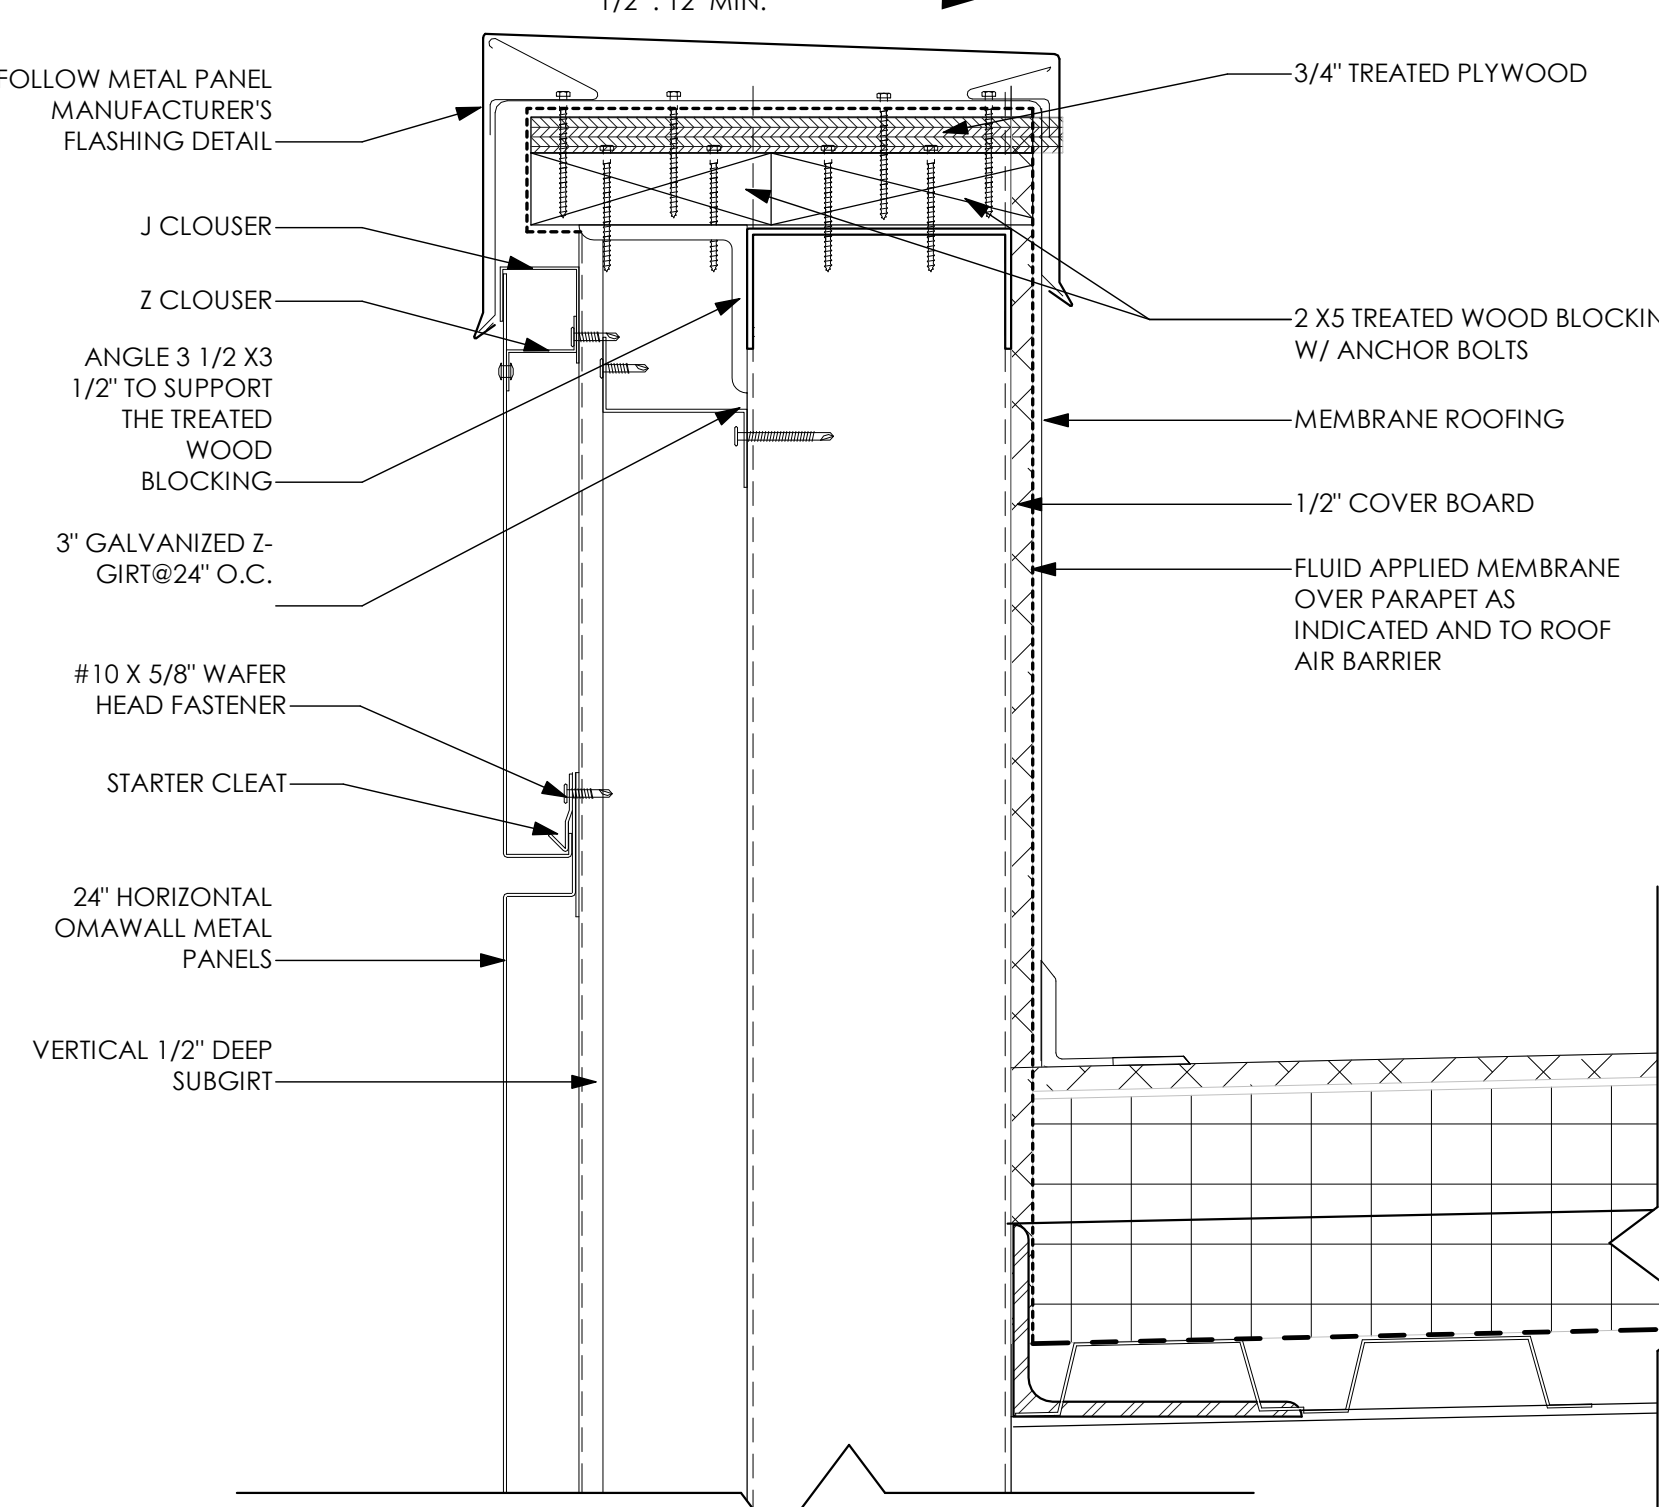 1/2" : 12" MIN.
FOLLOW METAL PANEL
MANUFACTURER'S
FLASHING DETAIL
J CLOUSER
Z CLOUSER
ANGLE 3 1/2 X3
1/2" TO SUPPORT
THE TREATED
WOOD
BLOCKING
3" GALVANIZED Z-
GIRT@24" O.C.
#10 X 5/8" WAFER
HEAD FASTENER
STARTER CLEAT
24" HORIZONTAL
OMAWALL METAL
PANELS
VERTICAL 1/2" DEEP
SUBGIRT
3/4" TREATED PLYWOOD
2 X5 TREATED WOOD BLOCKIN
W/ ANCHOR BOLTS
MEMBRANE ROOFING
1/2" COVER BOARD
FLUID APPLIED MEMBRANE
OVER PARAPET AS
INDICATED AND TO ROOF
AIR BARRIER